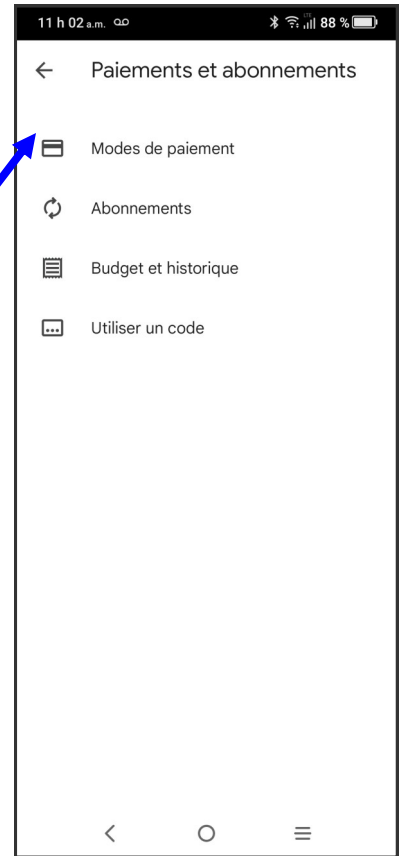 11 h 02 a.m. 88 %
Paiements et abonnements
Modes de paiement
Abonnements
Budget et historique
Utiliser un code